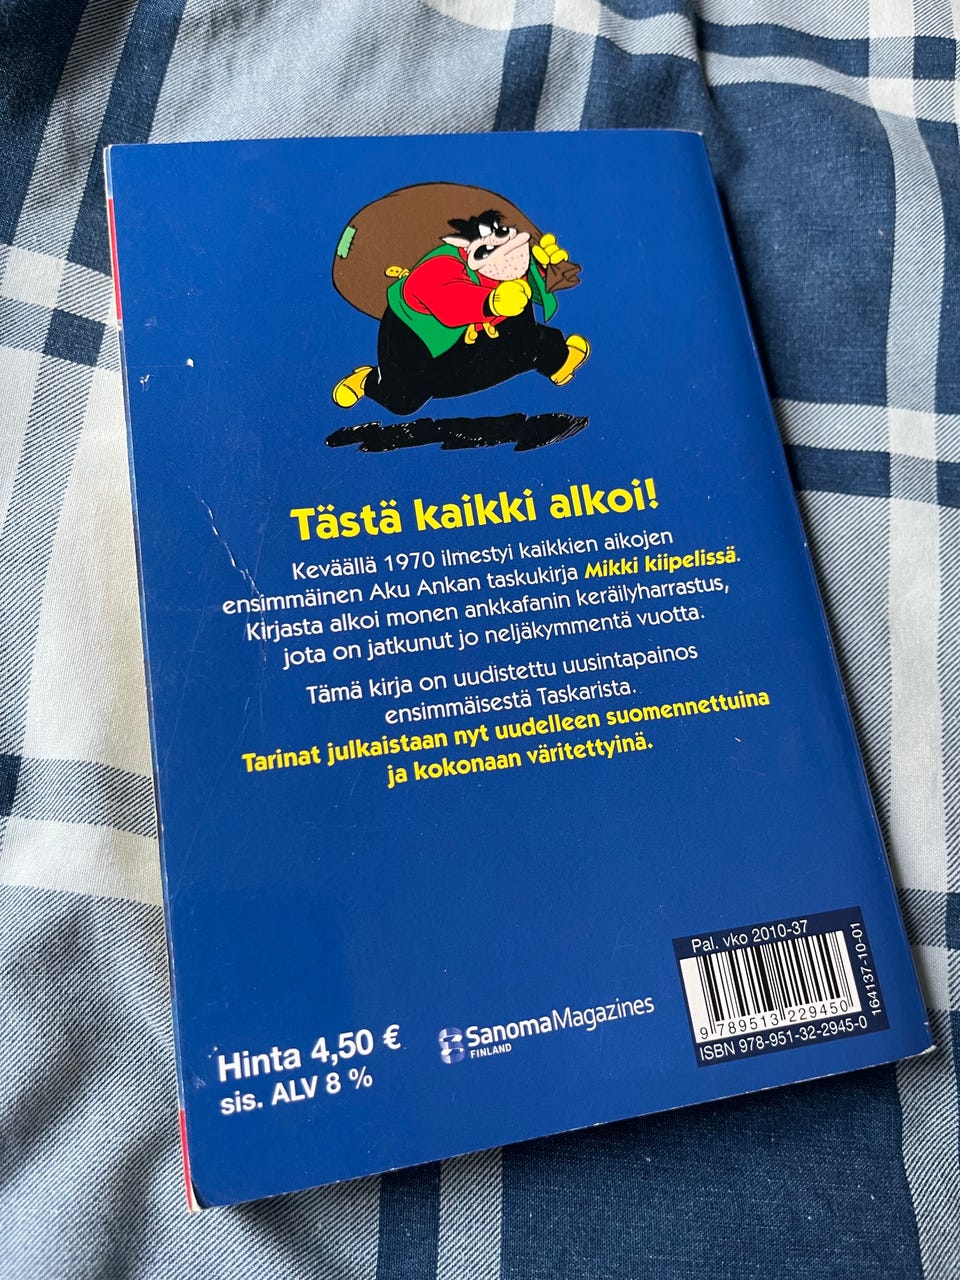 Tästä kaikki alkoi!
Keväällä 1970 ilmestyi kaikkien aikojen
ensimmäinen Aku Ankan taskukirja Mikki kiipelissä.
Kirjasta alkoi monen ankkafanin keräilyharrastus,
jota on jatkunut jo neljäkymmentä vuotta.
Tämä kirja on uudistettu uusintapainos
ensimmäisestä Taskarista.
Tarinat julkaistaan nyt uudelleen suomennettuina
ja kokonaan väritettyinä.
Hinta 4,50 €
sis. ALV 8 %
SanomaMagazines
FINLAND
Pal. vko 2010-37
9 789513 229450
ISBN 978-951-32-2945-0
164137-10-01